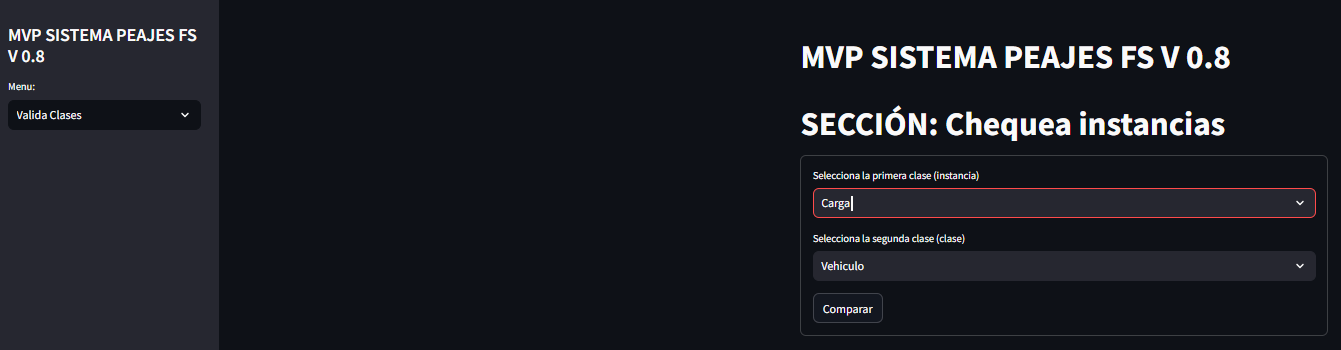 MVP SISTEMA PEAJES FS
V 0.8
Menu:
Valida Clases
MVP SISTEMA PEAJES FS V 0.8
SECCIÓN: Chequea instancias
Selecciona la primera clase (instancia)
Carga
Selecciona la segunda clase (clase)
Vehiculo
Comparar